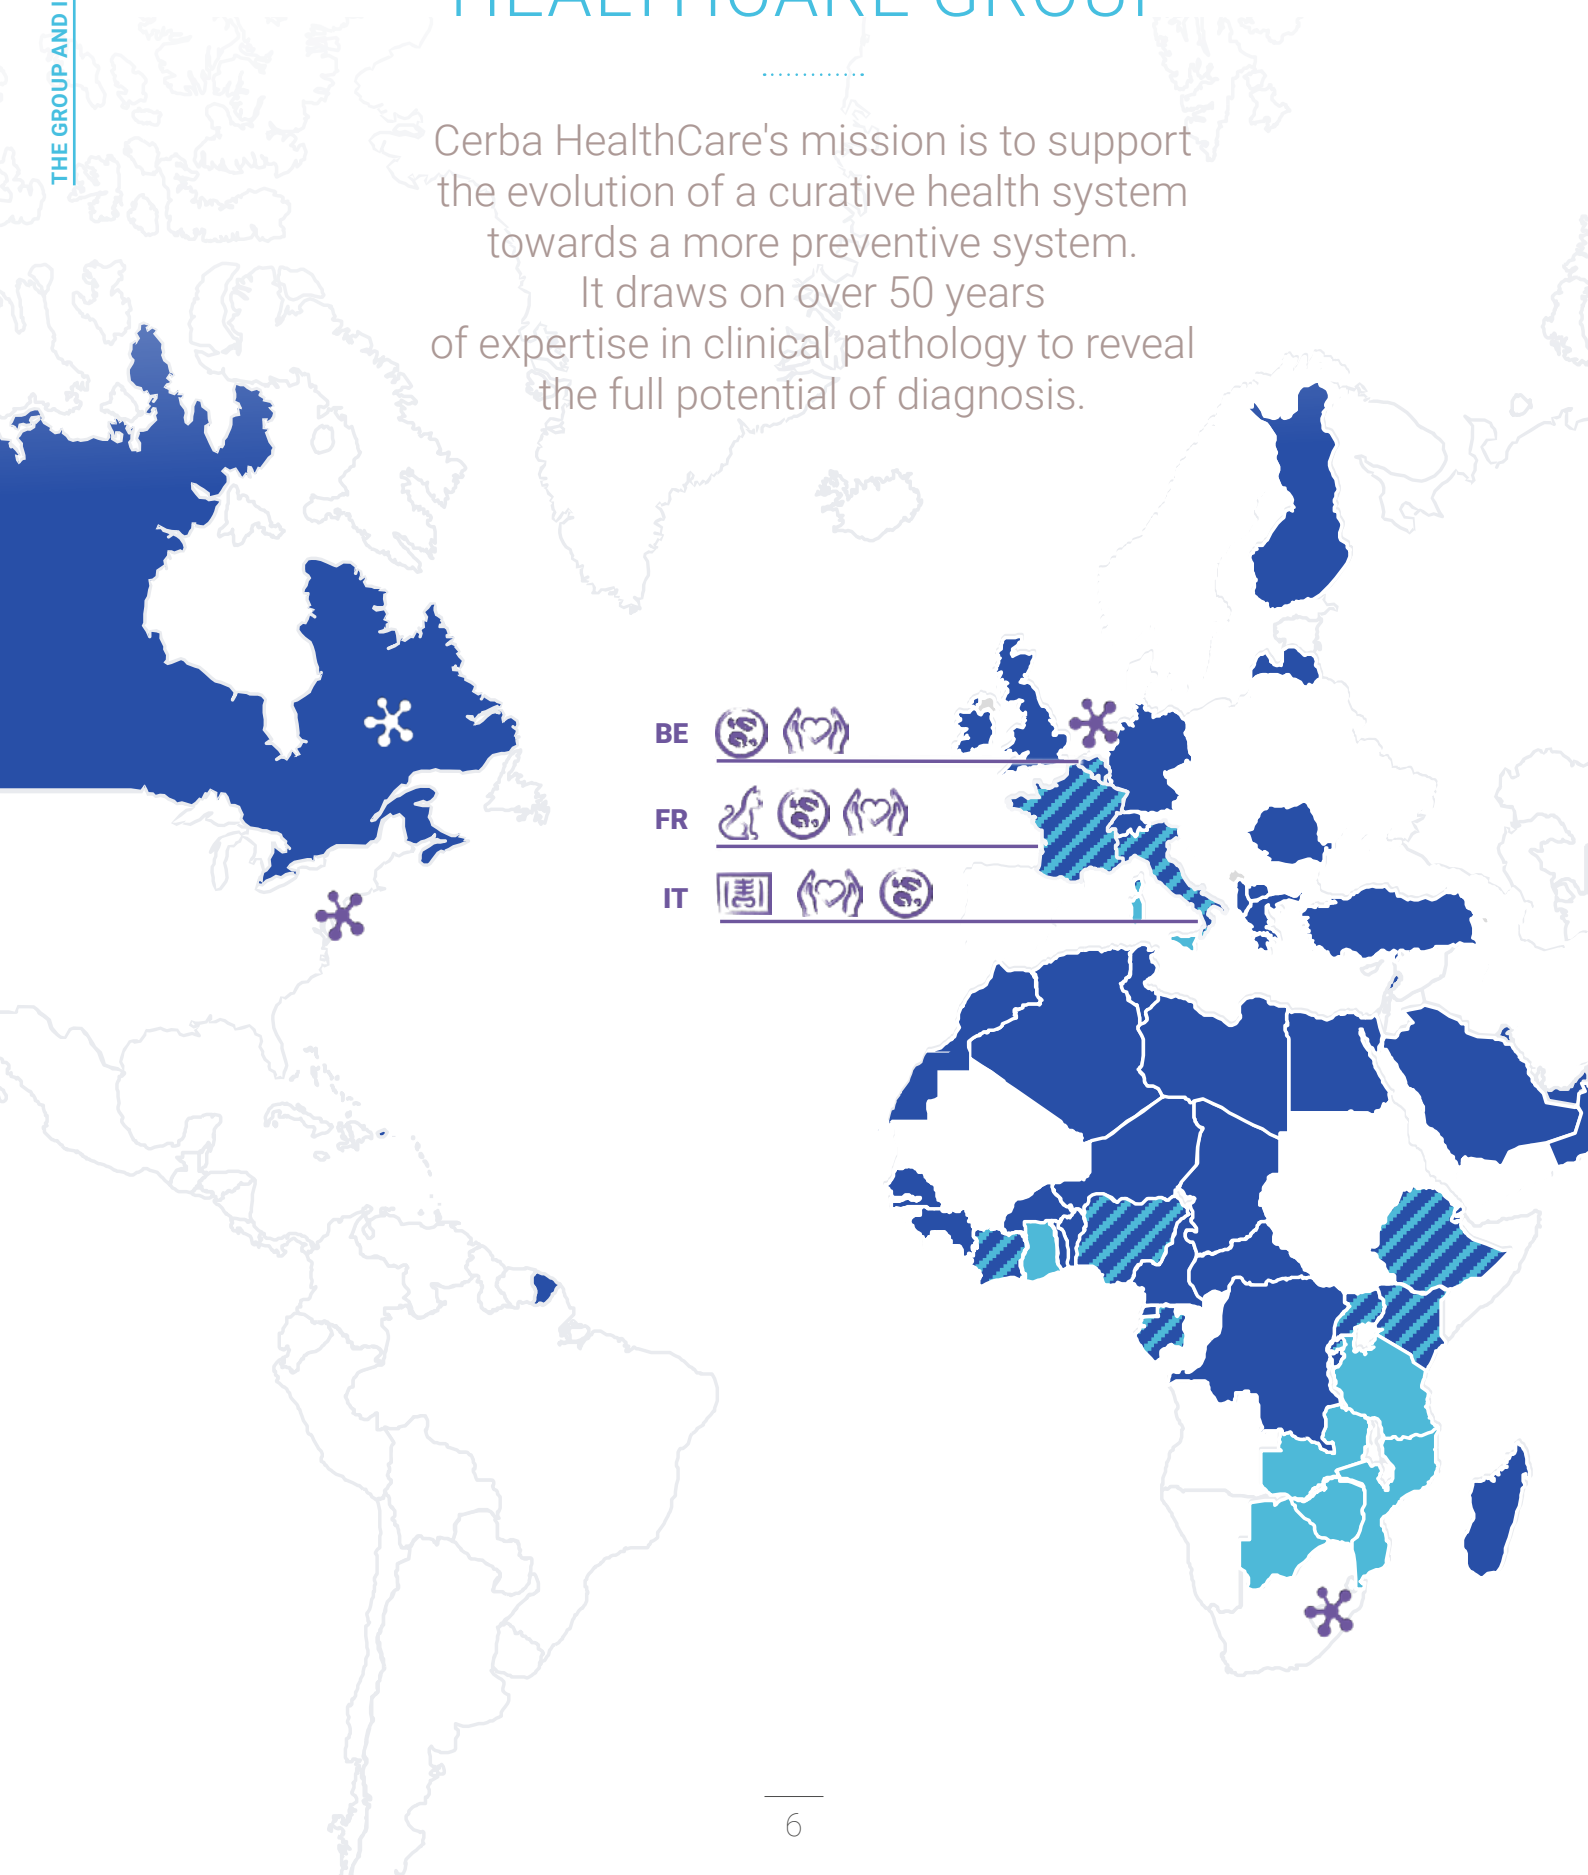 HEALTHCARE GROUP
THE GROUP AND I
Cerba HealthCare's mission is to support
the evolution of a curative health system
towards a more preventive system.
It draws on over 50 years
of expertise in clinical pathology to reveal
the full potential of diagnosis.
BE
FR
IT
6